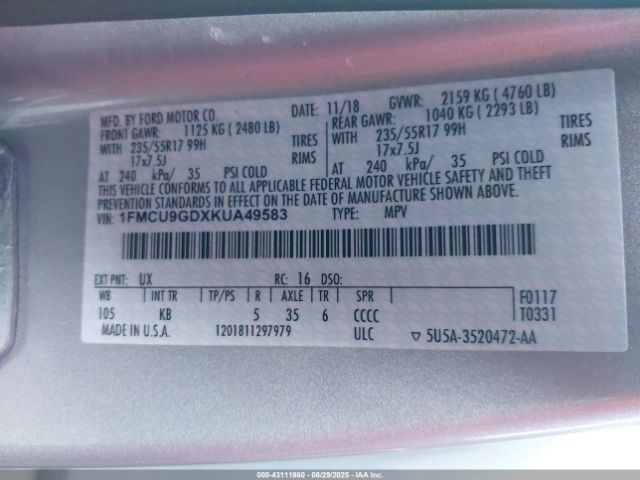 MFD. BY FORD MOTOR CO. DATE: 11/18 GVWR: 2159 KG ( 4760 LB)
FRONT GAWR: 1125 KG ( 2480 LB) REAR GAWR: 1040 KG ( 2293 LB)
WITH 235/55R17 99H TIRES WITH 235/55R17 99H TIRES
17x7.5J RIMS 17x7.5J RIMS
AT 240 kPa/ 35 PSI COLD AT 240 kPa/ 35 PSI COLD
THIS VEHICLE CONFORMS TO ALL APPLICABLE FEDERAL MOTOR VEHICLE SAFETY AND THEFT
PREVENTION STANDARDS IN EFFECT ON THE DATE OF MANUFACTURE SHOWN ABOVE.
VIN: 1FMCU9GDXKUA49583 TYPE: MPV
EXT PNT: UX RC: 16 DSO:
WB INT TR TP/PS R AXLE TR SPR F0117
105 KB 5 35 6 CCCC T0331
MADE IN U.S.A. 1201811297979 ULC ▽ 5U5A-3520472-AA
000-43111980 08/29/2025 IAA Inc.